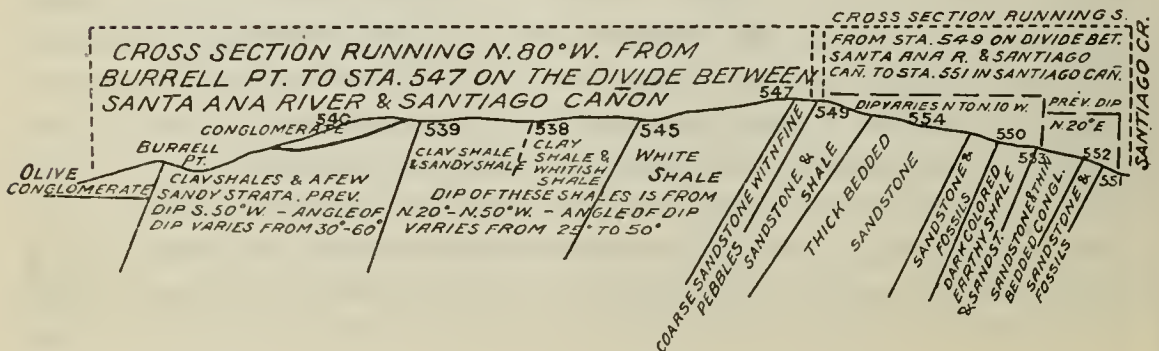 CROSS SECTION RUNNING N.80°W. FROM
BURRELL PT. TO STA.547 ON THE DIVIDE BETWEEN
SANTA ANA RIVER & SANTIAGO CAÑON
CROSS SECTION RUNNING S.
FROM STA.549 ON DIVIDE BET.
SANTA ANA R. & SANTIAGO
CAÑ. TO STA.551 IN SANTIAGO CAÑ.
SANTIAGO CR.
DIP VARIES N TO N.10 W.
PREV. DIP
N.20°E
OLIVE
CONGLOMERATE
BURRELL
PT.
CONGLOMERATE
540
539
538
545
547
549
554
550
553
552
551
CLAY SHALES & A FEW
SANDY STRATA. PREV.
DIP S.50°W. - ANGLE OF
DIP VARIES FROM 30°-60°
CLAY SHALE
& SANDY SHALE
CLAY
SHALE &
WHITISH
SHALE
WHITE
SHALE
DIP OF THESE SHALES IS FROM
N.20°-N.50°W. - ANGLE OF DIP
VARIES FROM 25° TO 50°
COARSE SANDSTONE WITH FINE
PEBBLES
SANDSTONE &
SHALE
THICK BEDDED
SANDSTONE
SANDSTONE &
FOSSILS
DARK COLORED
EARTHY SHALE
& SANDST.
SANDSTONE & THIN
BEDDED CONGL.
SANDSTONE &
FOSSILS